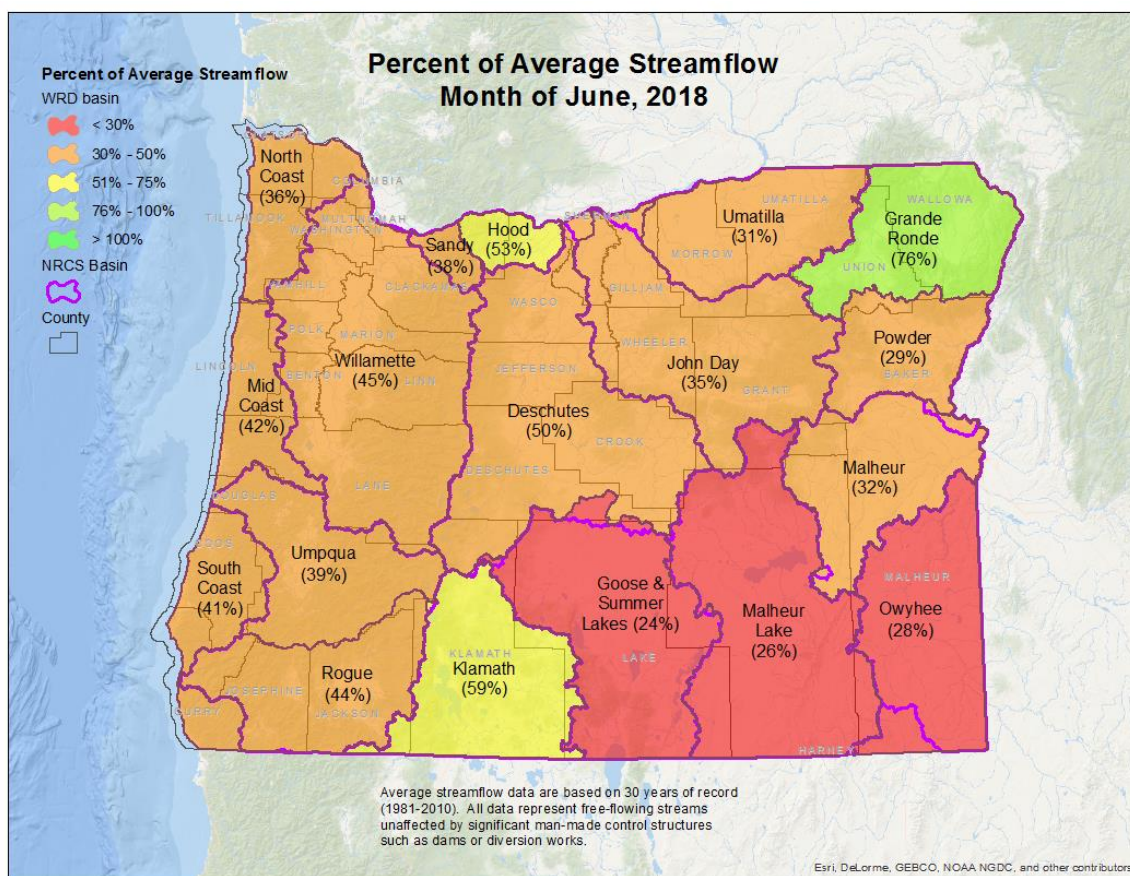 Percent of Average Streamflow
Month of June, 2018
Percent of Average Streamflow
WRD basin
< 30%
30% - 50%
51% - 75%
76% - 100%
> 100%
NRCS Basin
County
North
Coast
(36%)
COLUMBIA
TILLAMOOK
MULTNOMAH
WASHINGTON
Sandy
(38%)
Hood
(53%)
SHERMAN
Umatilla
(31%)
UMATILLA
MORROW
WALLOWA
Grande
Ronde
(76%)
UNION
YAMHILL
CLACKAMAS
WASCO
GILLIAM
POLK
MARION
Willamette
(45%)
LINCOLN
BENTON
LINN
JEFFERSON
WHEELER
John Day
(35%)
GRANT
Powder
(29%)
BAKER
Mid
Coast
(42%)
Deschutes
(50%)
CROOK
DESCHUTES
LANE
Malheur
(32%)
DOUGLAS
COOS
Umpqua
(39%)
South
Coast
(41%)
Goose &
Summer
Lakes (24%)
LAKE
Malheur
Lake
(26%)
MALHEUR
Owyhee
(28%)
KLAMATH
Klamath
(59%)
Rogue
(44%)
JOSEPHINE
JACKSON
CURRY
HARNEY
Average streamflow data are based on 30 years of record
(1981-2010).  All data represent free-flowing streams
unaffected by significant man-made control structures
such as dams or diversion works.
Esri, DeLorme, GEBCO, NOAA NGDC, and other contributors